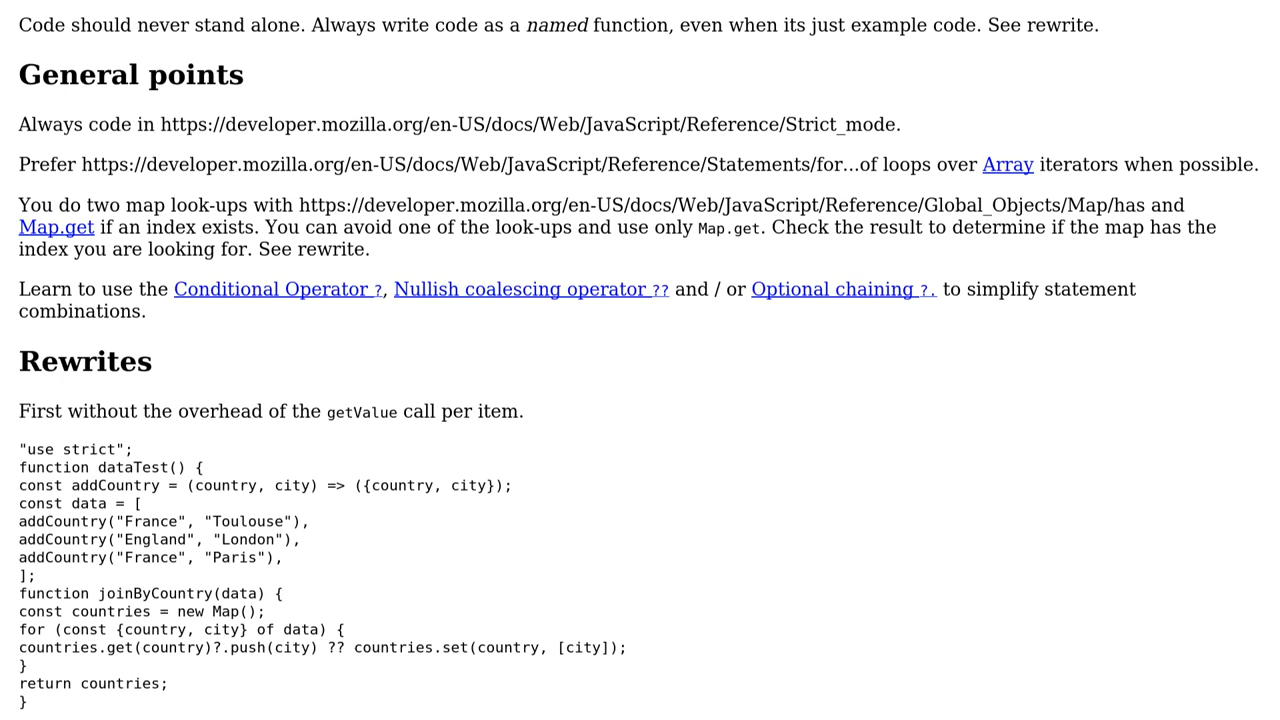 Code should never stand alone. Always write code as a named function, even when its just example code. See rewrite.
General points
Always code in https://developer.mozilla.org/en-US/docs/Web/JavaScript/Reference/Strict_mode.
Prefer https://developer.mozilla.org/en-US/docs/Web/JavaScript/Reference/Statements/for...of loops over Array iterators when possible.
You do two map look-ups with https://developer.mozilla.org/en-US/docs/Web/JavaScript/Reference/Global_Objects/Map/has and
Map.get if an index exists. You can avoid one of the look-ups and use only Map.get. Check the result to determine if the map has the
index you are looking for. See rewrite.
Learn to use the Conditional Operator ?, Nullish coalescing operator ?? and / or Optional chaining ?. to simplify statement
combinations.
Rewrites
First without the overhead of the getValue call per item.
"use strict";
function dataTest() {
const addCountry = (country, city) => ({country, city});
const data = [
addCountry("France", "Toulouse"),
addCountry("England", "London"),
addCountry("France", "Paris"),
];
function joinByCountry(data) {
const countries = new Map();
for (const {country, city} of data) {
countries.get(country)?.push(city) ?? countries.set(country, [city]);
}
return countries;
}